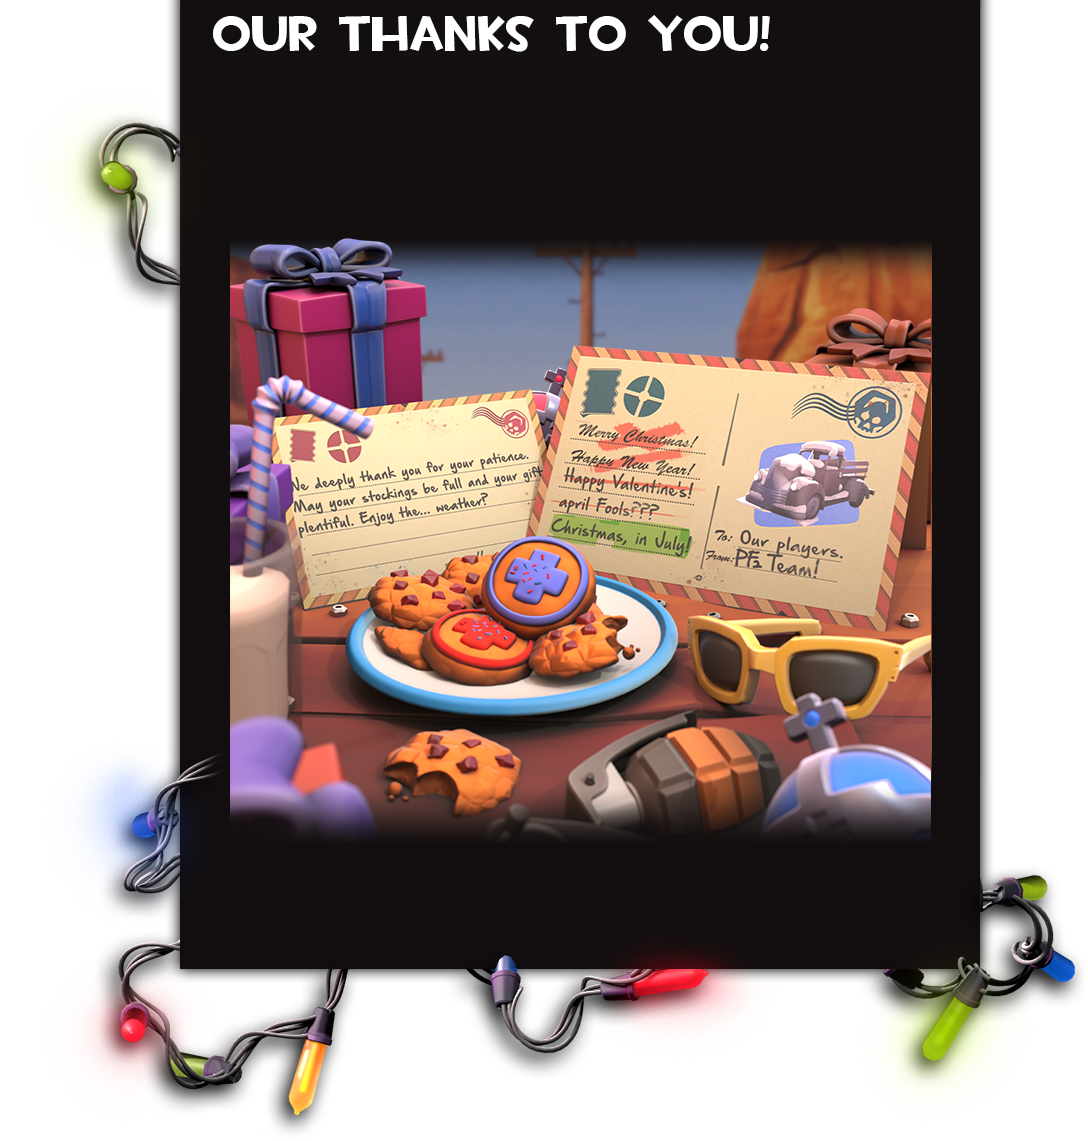 OUR THANKS TO YOU!
We deeply thank you for your patience.
May your stockings be full and your gift
plentiful. Enjoy the... weather?
Merry Christmas!
Happy New Year!
Happy Valentine's!
april Fools???
Christmas, in July!
To: Our players.
From: PF2 Team!